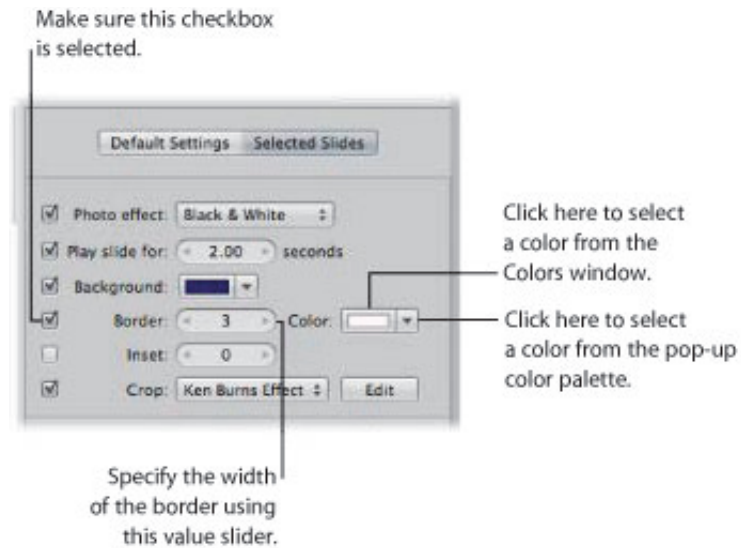 Make sure this checkbox
is selected.
Default Settings Selected Slides
Photo effect: Black & White
Play slide for: 2.00 seconds
Background:
Border: 3 Color:
Inset: 0
Crop: Ken Burns Effect Edit
Click here to select
a color from the
Colors window.
Click here to select
a color from the pop-up
color palette.
Specify the width
of the border using
this value slider.